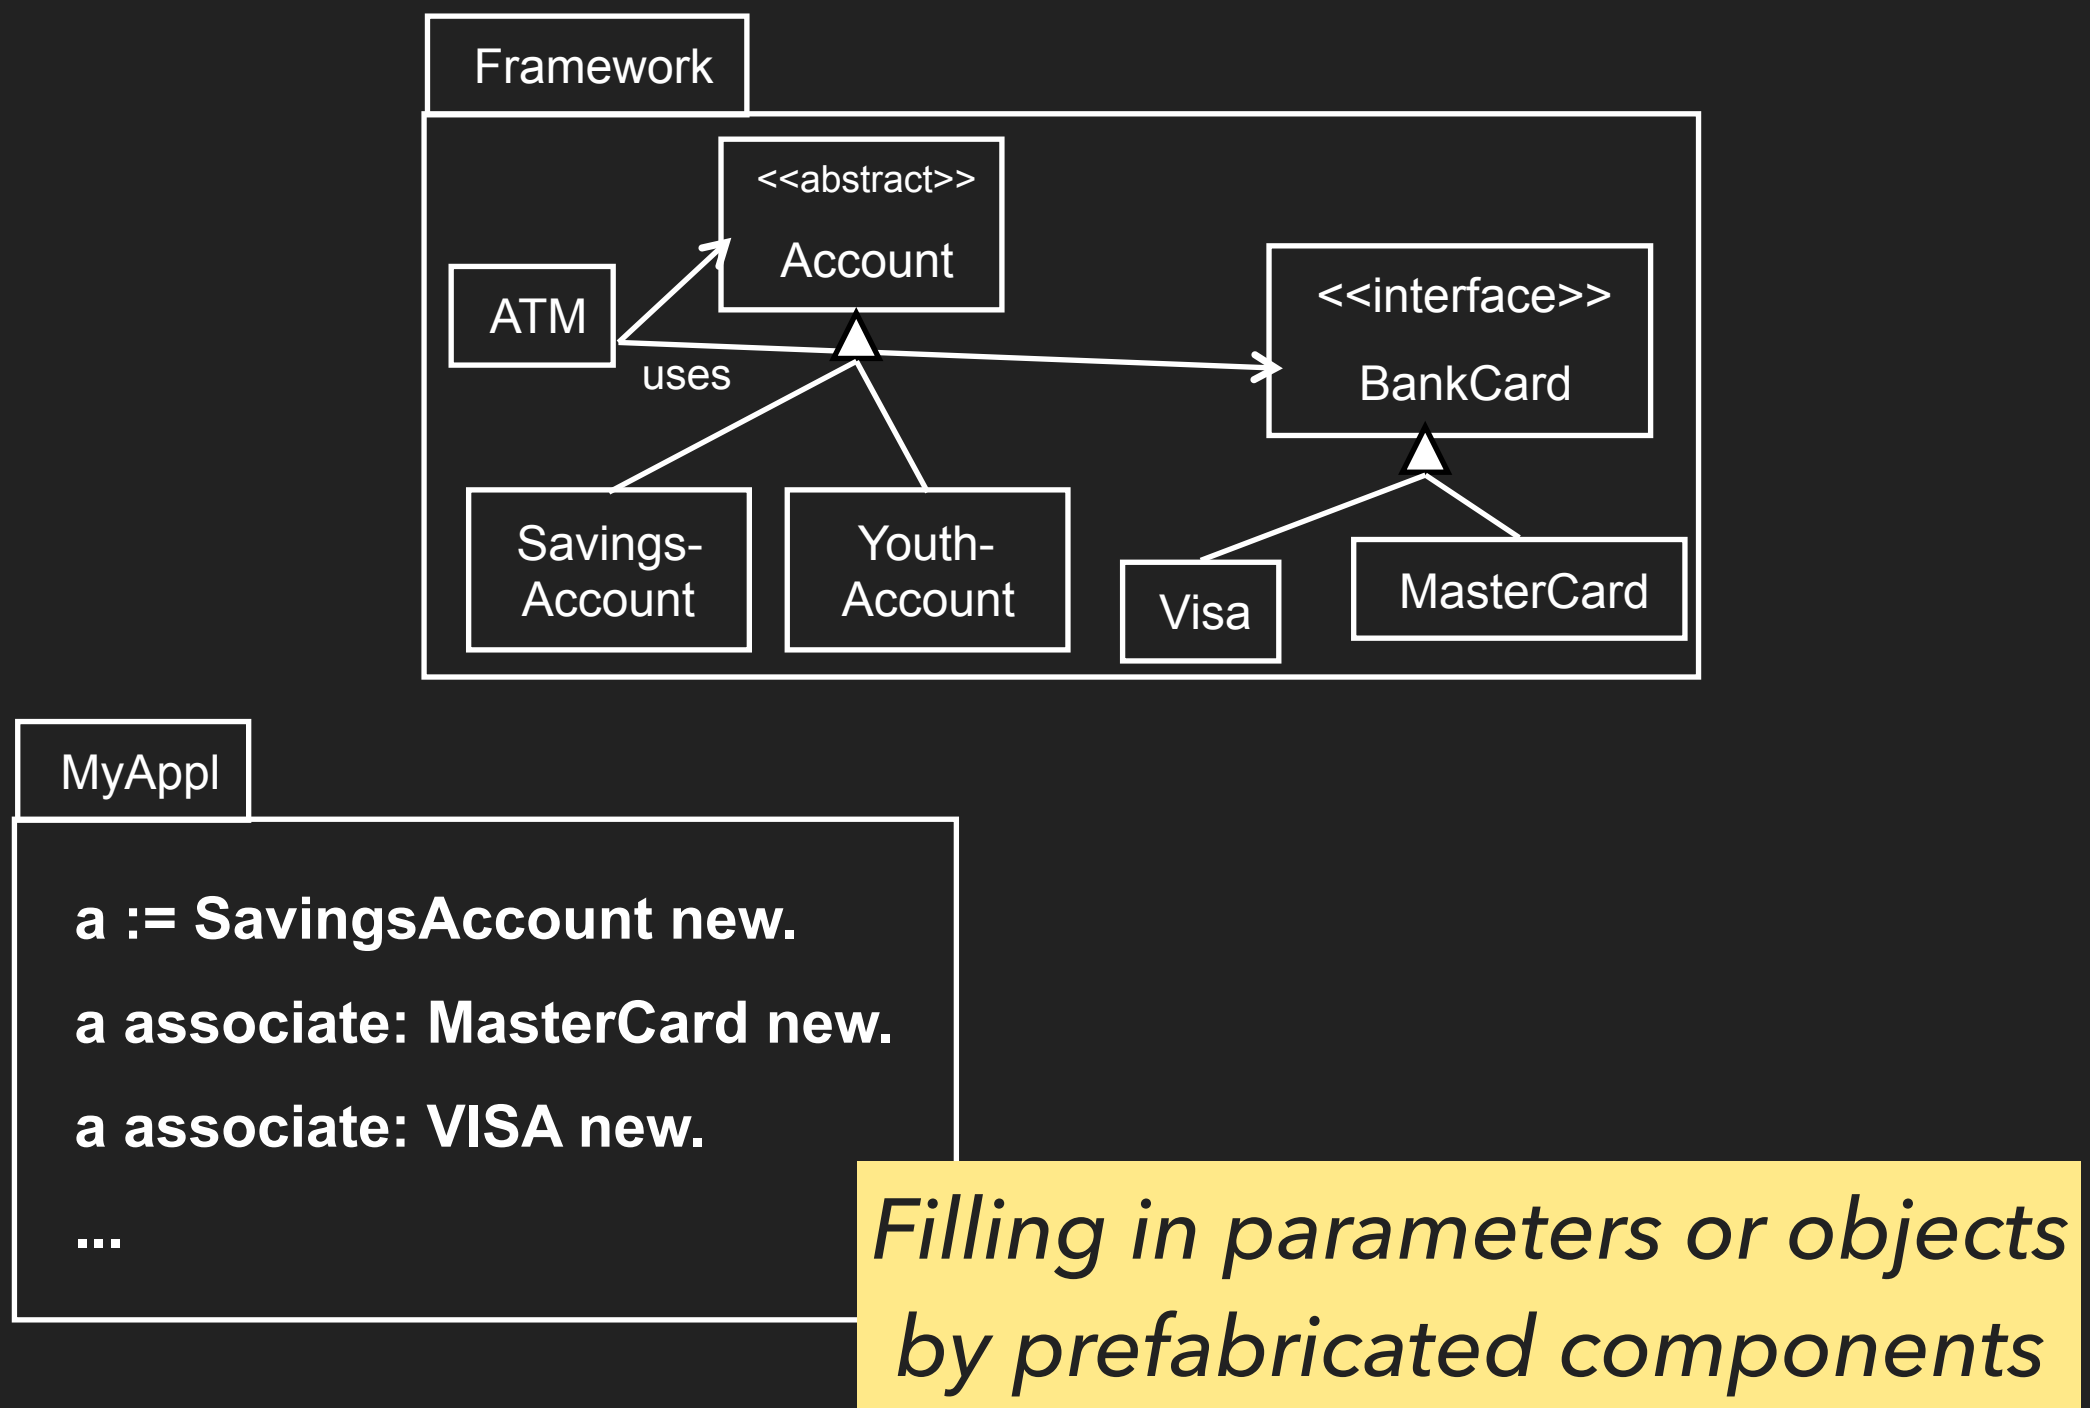 Framework
<<abstract>>
Account
ATM
uses
<<interface>>
BankCard
Savings-
Account
Youth-
Account
Visa
MasterCard
MyAppl
a := SavingsAccount new.
a associate: MasterCard new.
a associate: VISA new.
...
Filling in parameters or objects
by prefabricated components